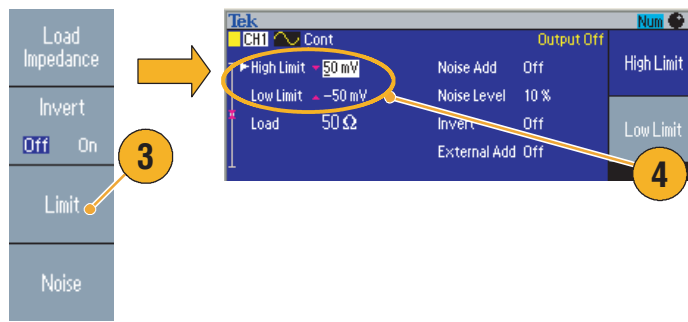 Load
Impedance
Invert
Off On
Limit
Noise
3
Tek
Num
CH1 Cont
Output Off
High Limit 50 mV
Low Limit -50 mV
Load 50 Ω
Noise Add Off
Noise Level 10 %
Invert Off
External Add Off
High Limit
Low Limit
4